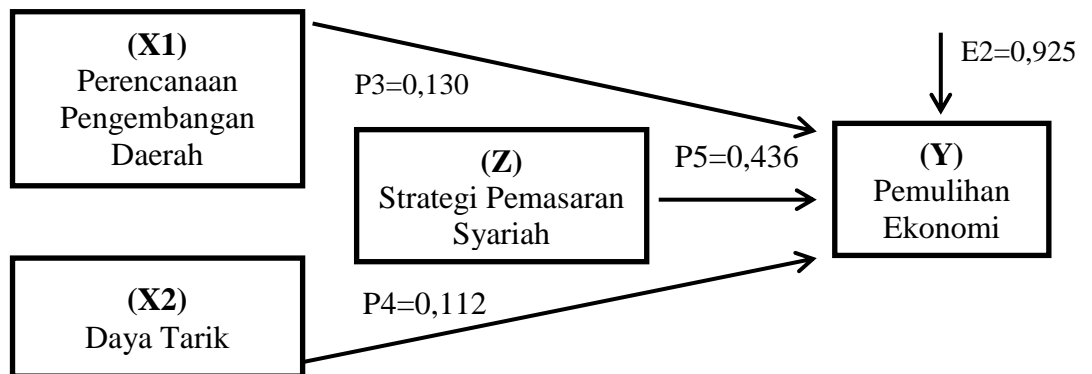 (X1)
Perencanaan
Pengembangan
Daerah
P3=0,130
E2=0,925
(Z)
Strategi Pemasaran
Syariah
P5=0,436
(Y)
Pemulihan
Ekonomi
(X2)
Daya Tarik
P4=0,112